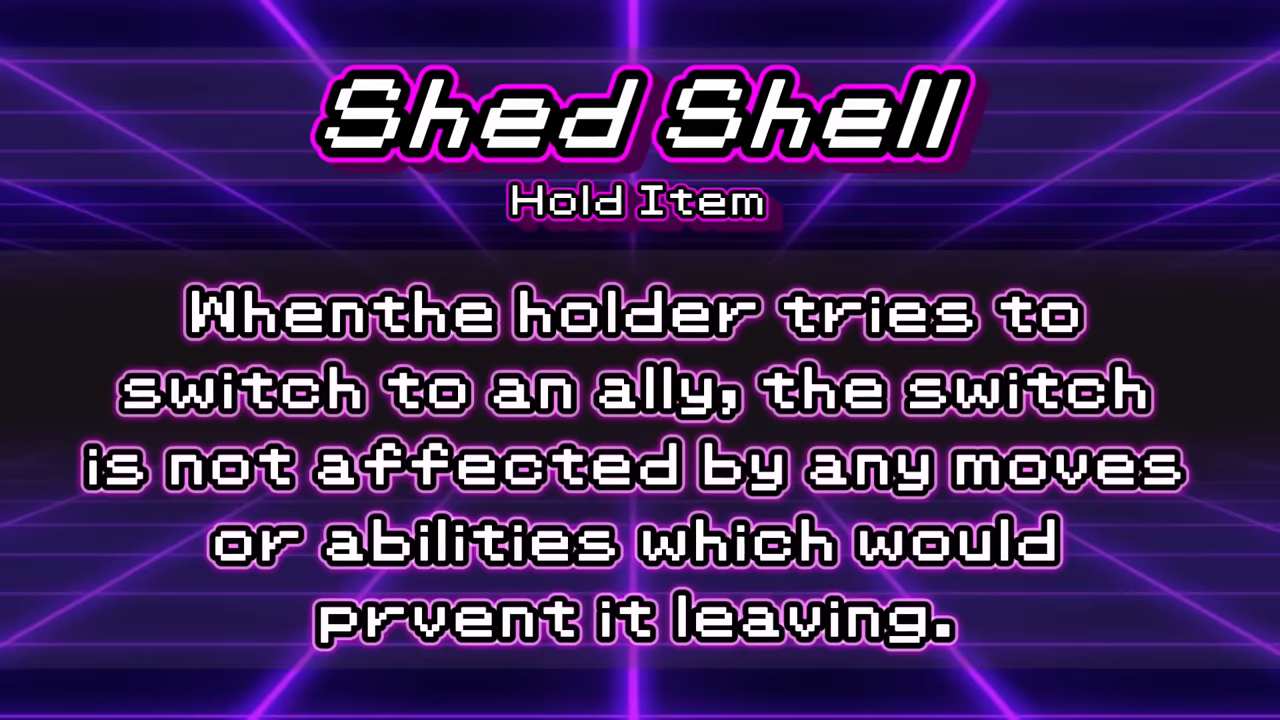 Shed Shell
Hold Item
Whenthe holder tries to
switch to an ally, the switch
is not affected by any moves
or abilities which would
prvent it leaving.